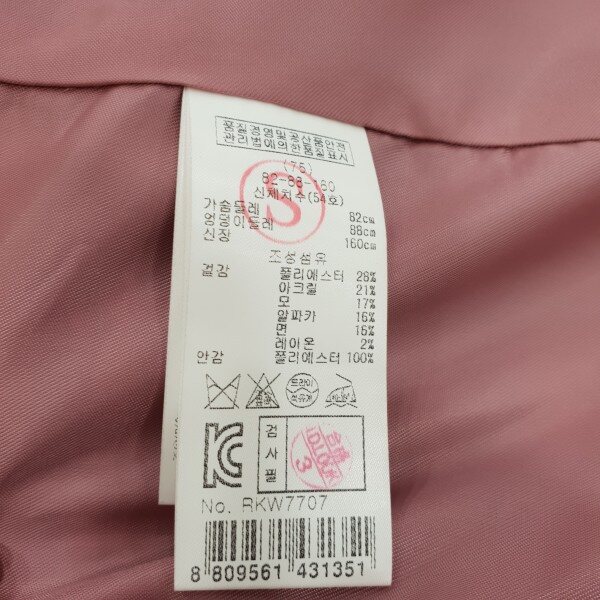 품질경영및공산품안전
관리법에의한품질표시
(75)
82-88-160
신체치수(54호)
S
가슴둘레 82cm
엉덩이둘레 88cm
신장 160cm
조성섬유
겉감 폴리에스터 28%
아크릴 21%
모 17%
알파카 16%
면 16%
레아온 2%
안감 폴리에스터 100%
드라이
석유계
검사필
3
No. RKW7707
8 809561 431351